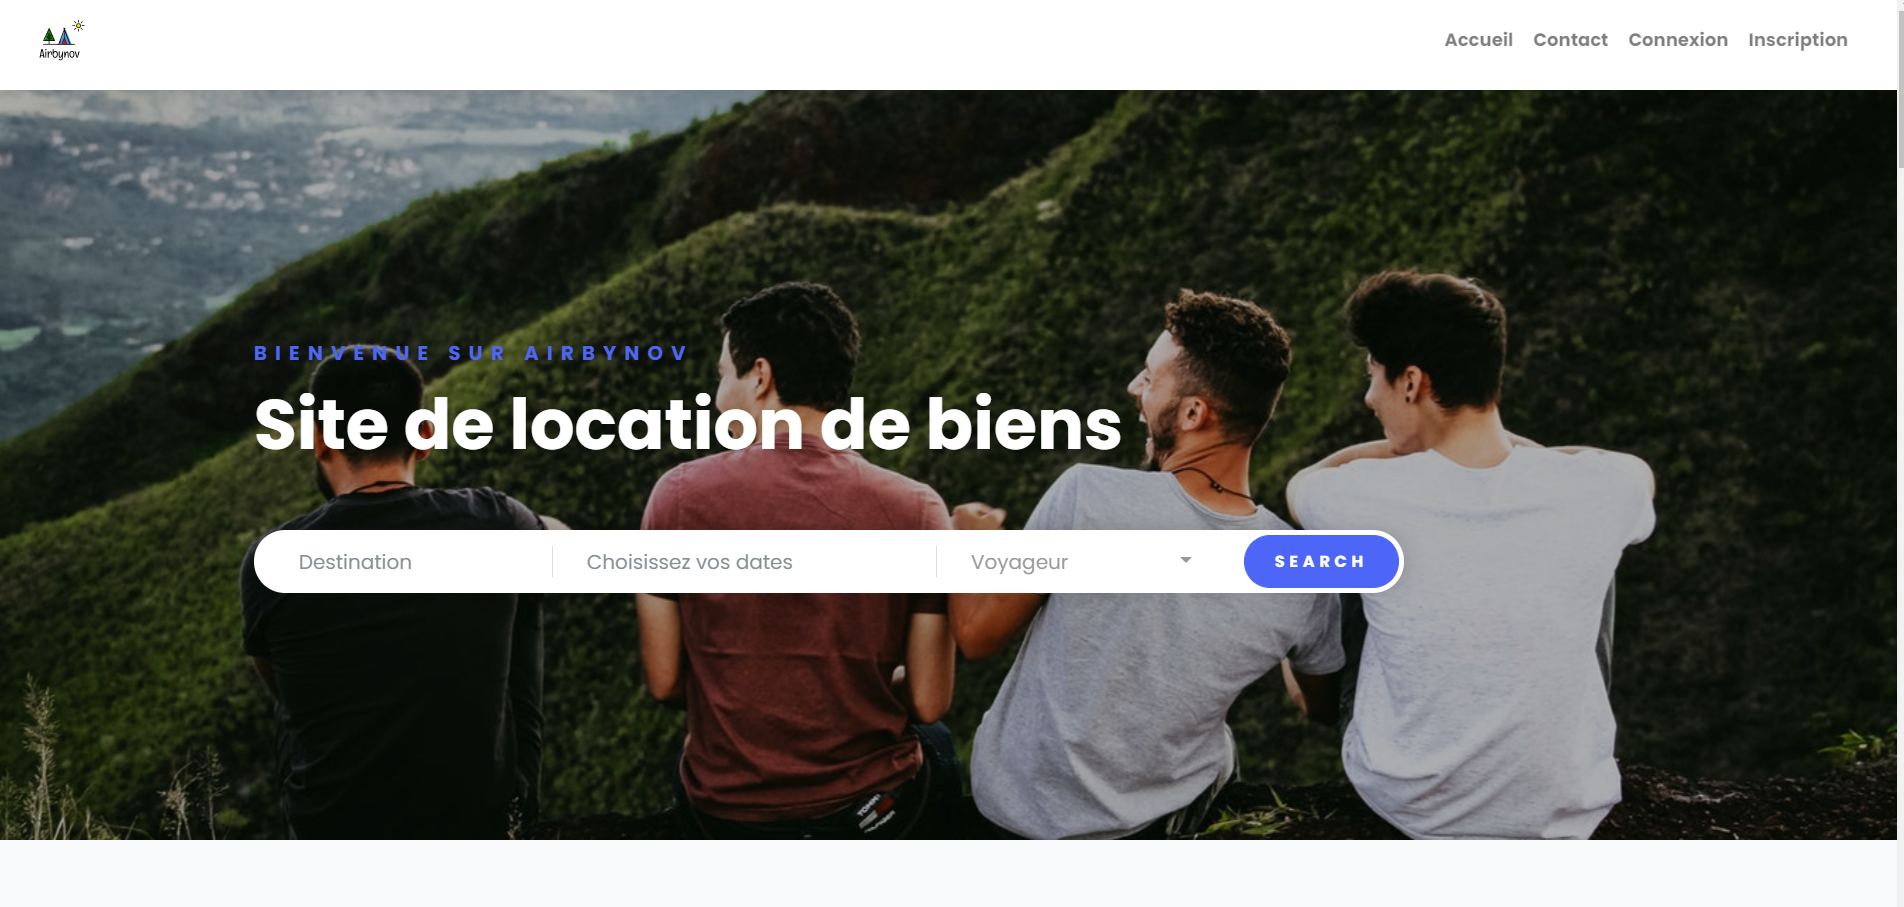 Airbynov
Accueil Contact Connexion Inscription
BIENVENUE SUR AIRBYNOV
Site de location de biens
Destination Choisissez vos dates Voyageur SEARCH
TOMMY